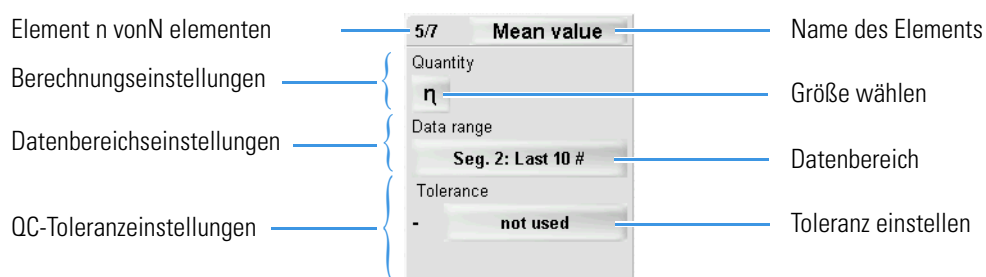 Element n vonN elementen
5/7 Mean value
Name des Elements
Berechnungseinstellungen
Quantity
η
Größe wählen
Datenbereichseinstellungen
Data range
Seg. 2: Last 10 #
Datenbereich
QC-Toleranzeinstellungen
Tolerance
- not used
Toleranz einstellen